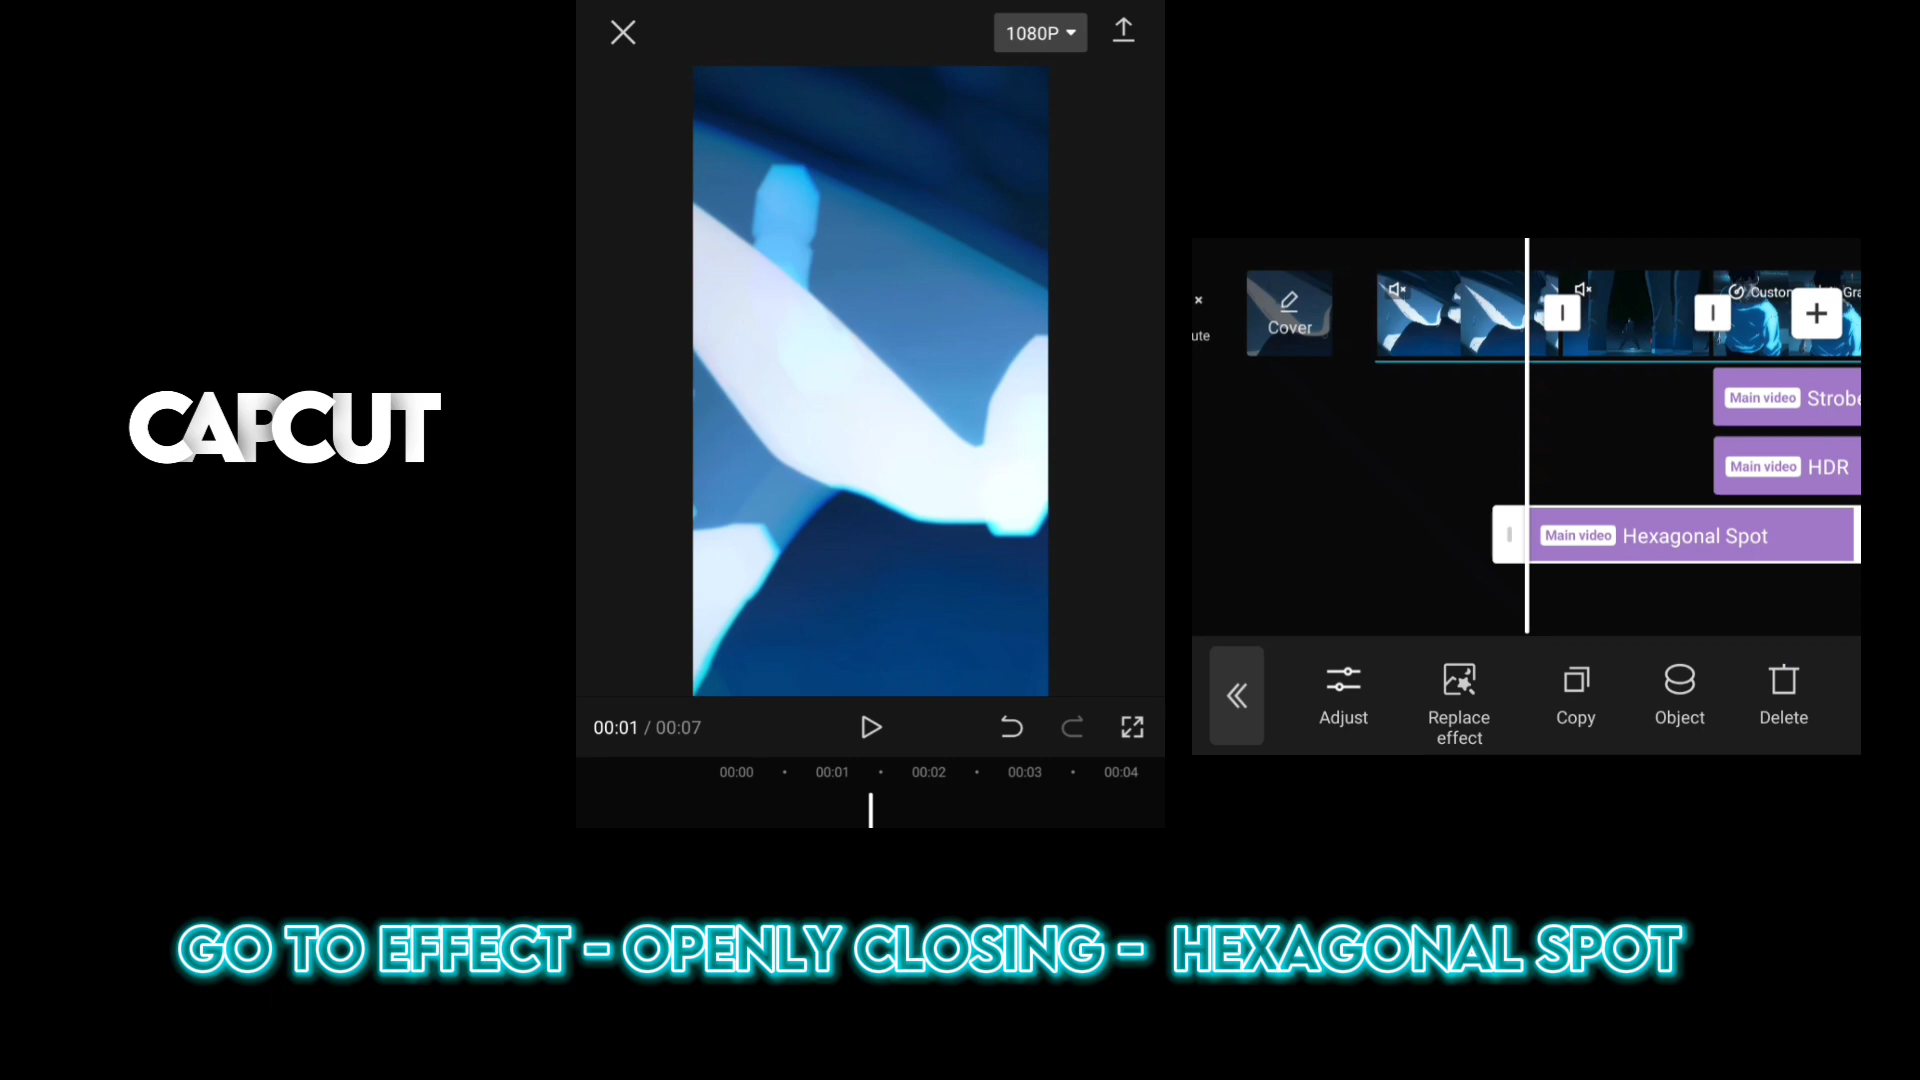 1080P
CAPCUT
00:01 / 00:07
00:00 00:01 00:02 00:03 00:04
ute
Cover
Main video
Main video HDR
Main video Hexagonal Spot
Adjust
Replace
effect
Copy
Object
Delete
GO TO EFFECT - OPENLY CLOSING - HEXAGONAL SPOT